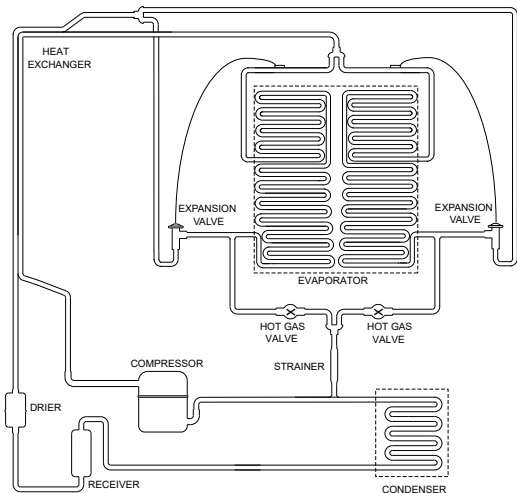 HEAT
EXCHANGER
EXPANSION
VALVE
EXPANSION
VALVE
EVAPORATOR
HOT GAS
VALVE
HOT GAS
VALVE
STRAINER
COMPRESSOR
DRIER
RECEIVER
CONDENSER